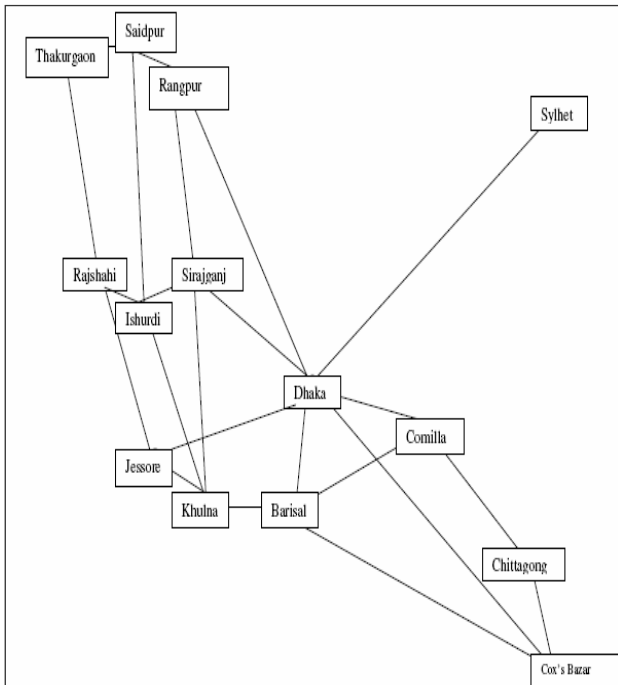 Saidpur
Thakurgaon
Rangpur
Sylhet
Rajshahi
Sirajganj
Ishurdi
Dhaka
Comilla
Jessore
Khulna
Barisal
Chittagong
Cox's Bazar